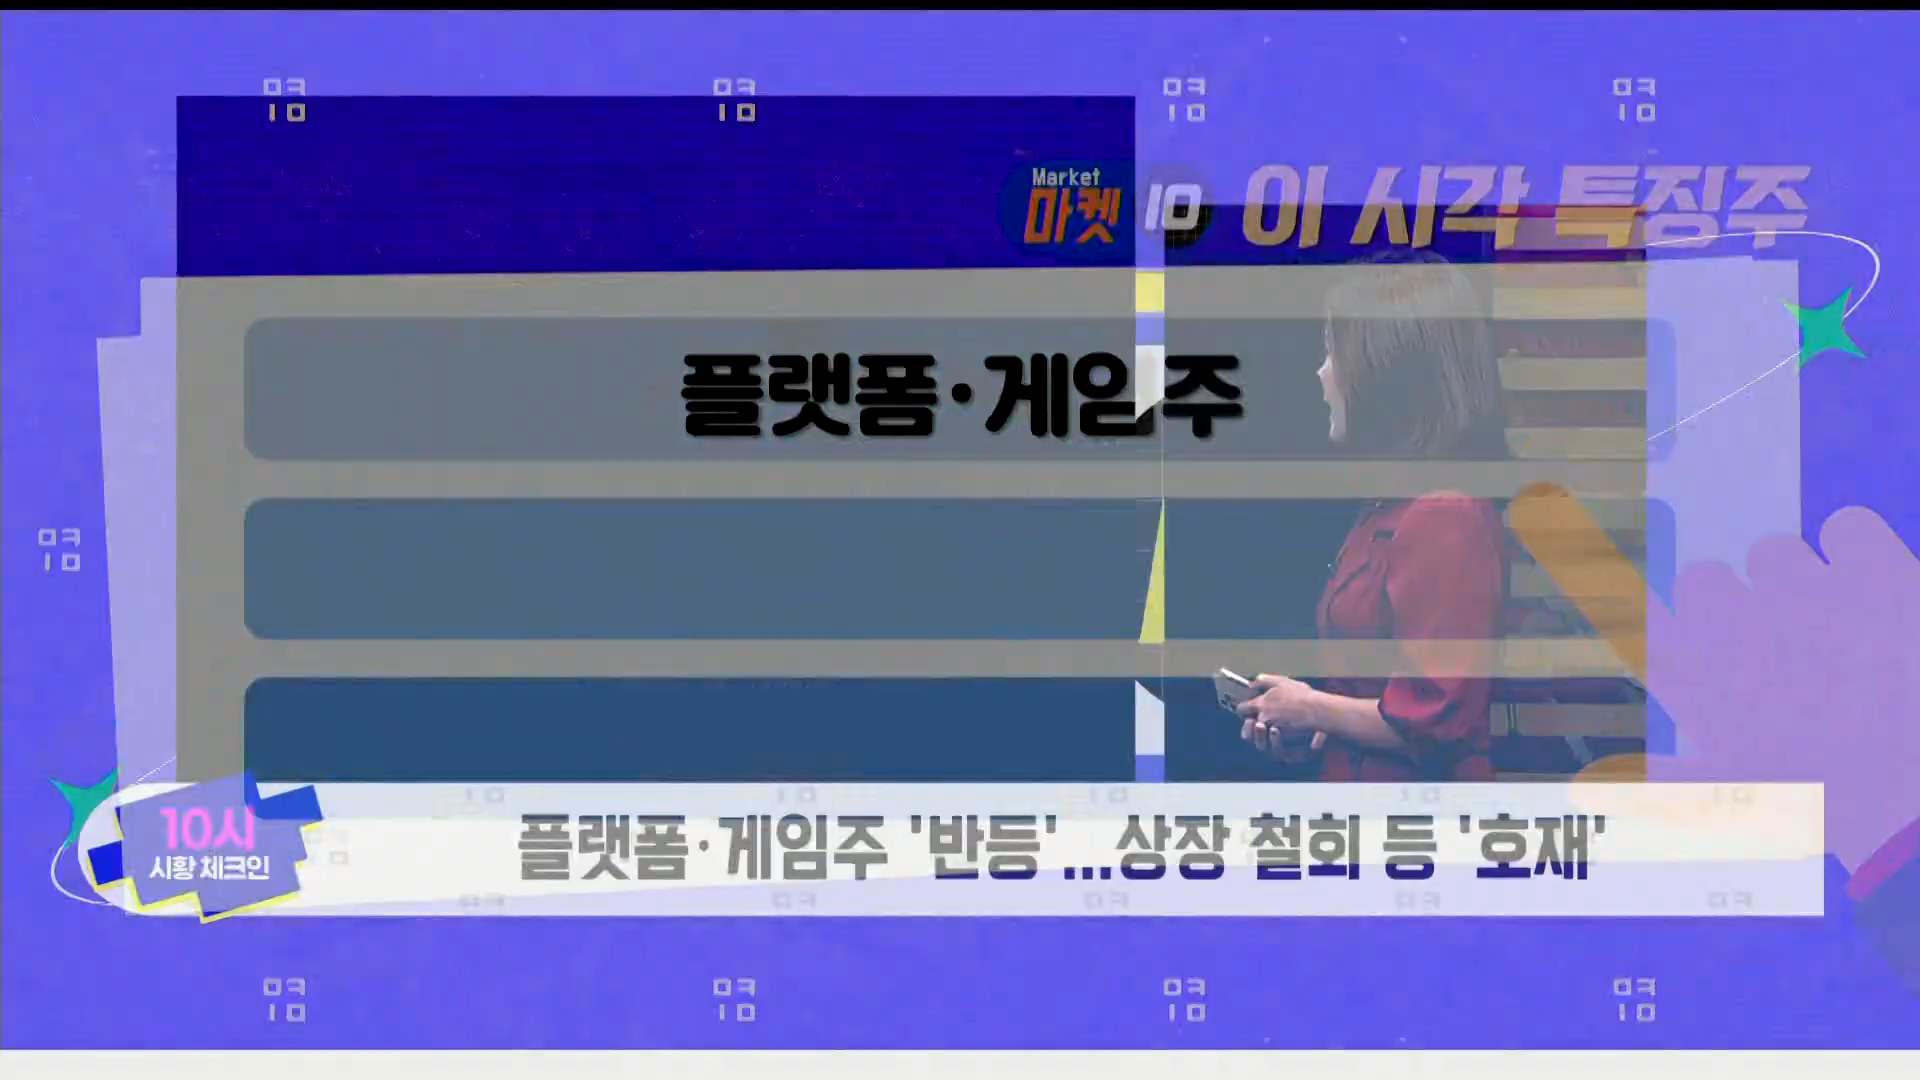 Market
마켓 10 이 시각 특징주
플랫폼·게임주
10시
시황 체크인
플랫폼·게임주 '반등'...상장 철회 등 '호재'